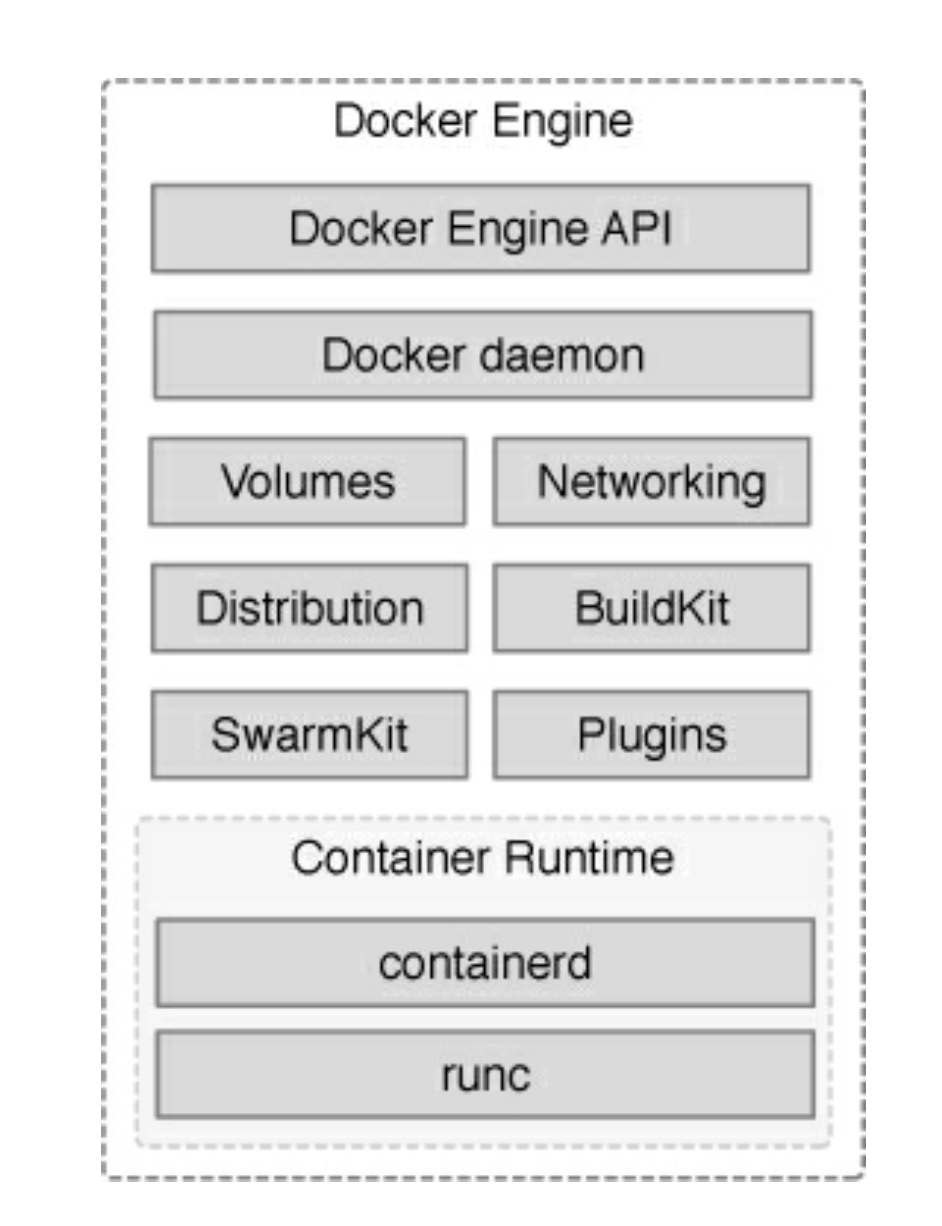 Docker Engine
Docker Engine API
Docker daemon
Volumes
Networking
Distribution
BuildKit
SwarmKit
Plugins
Container Runtime
containerd
runc